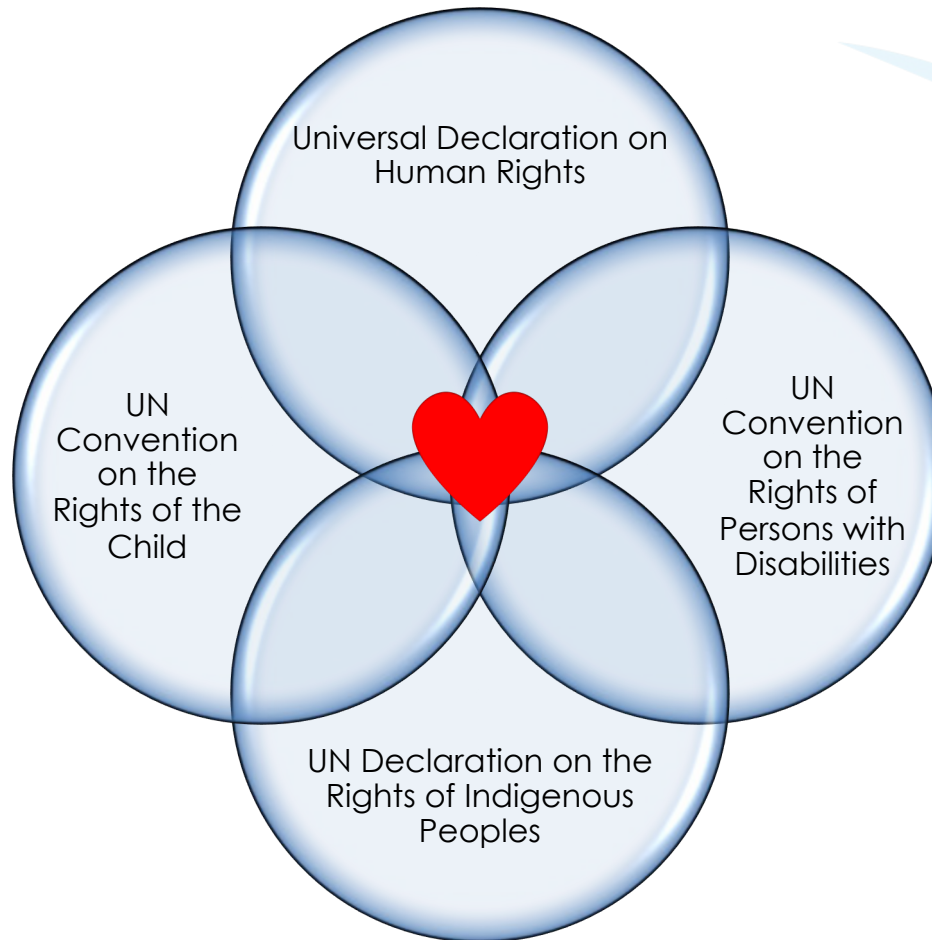 Universal Declaration on
Human Rights
UN
Convention
on the
Rights of the
Child
UN
Convention
on the
Rights of
Persons with
Disabilities
UN Declaration on the
Rights of Indigenous
Peoples